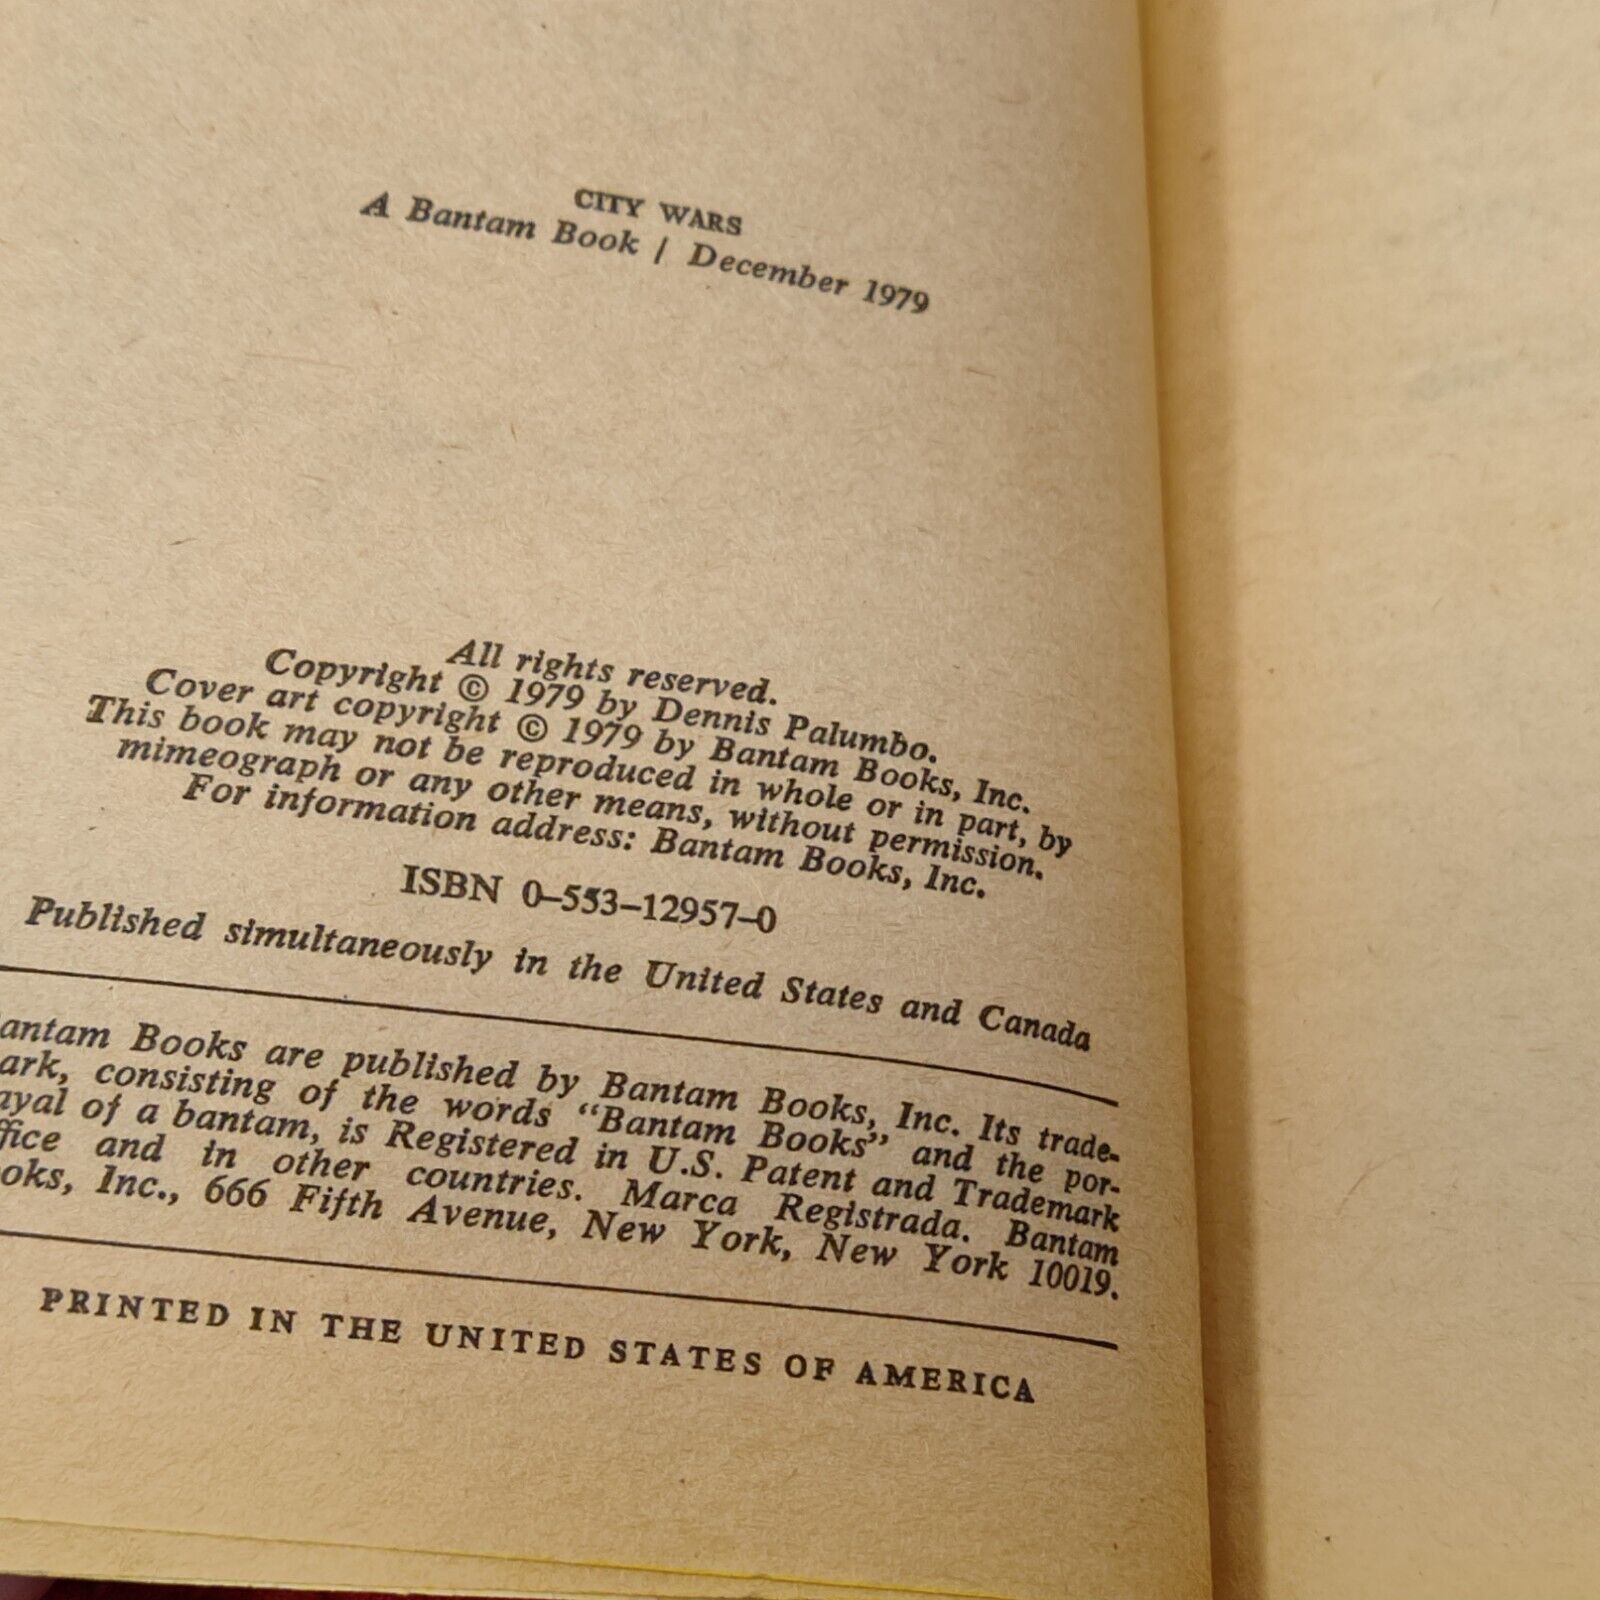 CITY WARS
A Bantam Book / December 1979
All rights reserved.
Copyright © 1979 by Dennis Palumbo.
Cover art copyright © 1979 by Bantam Books, Inc.
This book may not be reproduced in whole or in part, by
mimeograph or any other means, without permission.
For information address: Bantam Books, Inc.
ISBN 0–553–12957–0
Published simultaneously in the United States and Canada
antam Books are published by Bantam Books, Inc. Its trade-
ark, consisting of the words "Bantam Books" and the por-
ayal of a bantam, is Registered in U.S. Patent and Trademark
ffice and in other countries. Marca Registrada. Bantam
oks, Inc., 666 Fifth Avenue, New York, New York 10019.
PRINTED IN THE UNITED STATES OF AMERICA